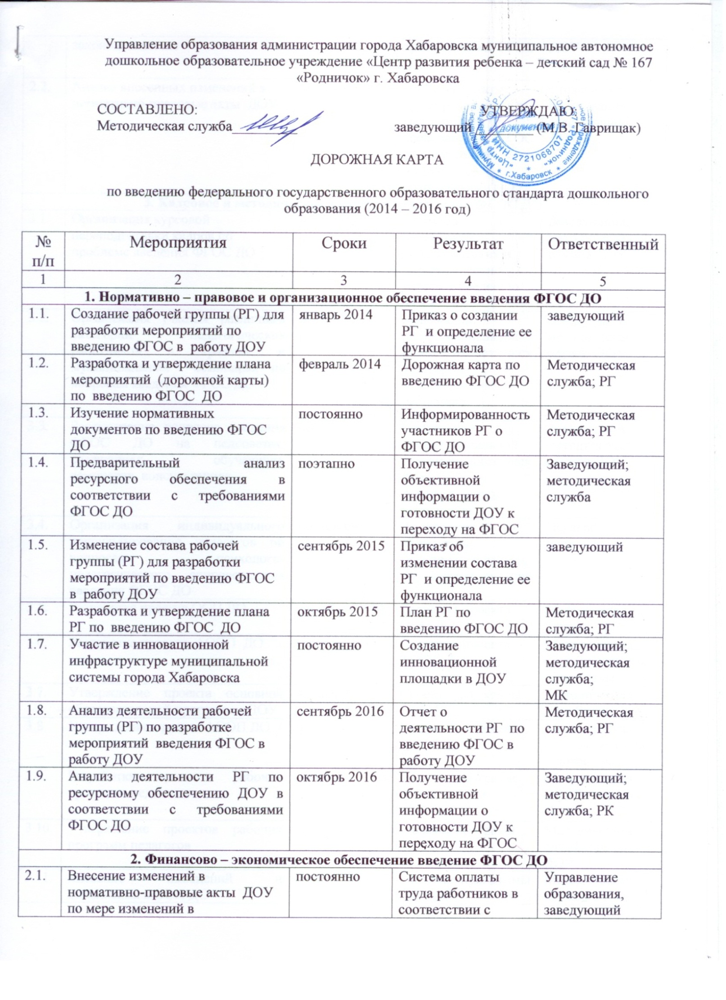 Управление образования администрации города Хабаровска муниципальное автономное
дошкольное образовательное учреждение «Центр развития ребенка – детский сад № 167
«Родничок» г. Хабаровска
СОСТАВЛЕНО:
УТВЕРЖДАЮ:
Методическая служба__________
заведующий _________ (М.В. Гаврищак)
документов
ИНН 2721068707
г.Хабаровск
ДОРОЖНАЯ КАРТА
по введению федерального государственного образовательного стандарта дошкольного
образования (2014 – 2016 год)
№
п/п
Мероприятия
Сроки
Результат
Ответственный
1
2
3
4
5
1. Нормативно – правовое и организационное обеспечение введения ФГОС ДО
1.1.
Создание рабочей группы (РГ) для
разработки мероприятий по
введению ФГОС в  работу ДОУ
январь 2014
Приказ о создании
РГ  и определение ее
функционала
заведующий
1.2.
Разработка и утверждение плана
мероприятий  (дорожной карты)
по  введению ФГОС  ДО
февраль 2014
Дорожная карта по
введению ФГОС ДО
Методическая
служба; РГ
1.3.
Изучение нормативных
документов по введению ФГОС
ДО
постоянно
Информированность
участников РГ о
ФГОС ДО
Методическая
служба; РГ
1.4.
Предварительный анализ
ресурсного обеспечения в
соответствии с требованиями
ФГОС ДО
поэтапно
Получение
объективной
информации о
готовности ДОУ к
переходу на ФГОС
Заведующий;
методическая
служба
1.5.
Изменение состава рабочей
группы (РГ) для разработки
мероприятий по введению ФГОС
в  работу ДОУ
сентябрь 2015
Приказ об
изменении состава
РГ  и определение ее
функционала
заведующий
1.6.
Разработка и утверждение плана
РГ по  введению ФГОС  ДО
октябрь 2015
План РГ по
введению ФГОС ДО
Методическая
служба; РГ
1.7.
Участие в инновационной
инфраструктуре муниципальной
системы города Хабаровска
постоянно
Создание
инновационной
площадки в ДОУ
Заведующий;
методическая
служба;
МК
1.8.
Анализ деятельности рабочей
группы (РГ) по разработке
мероприятий  введения ФГОС в
работу ДОУ
сентябрь 2016
Отчет о
деятельности РГ  по
введению ФГОС в
работу ДОУ
Методическая
служба; РГ
1.9.
Анализ деятельности РГ по
ресурсному обеспечению ДОУ в
соответствии с требованиями
ФГОС ДО
октябрь 2016
Получение
объективной
информации о
готовности ДОУ к
переходу на ФГОС
Заведующий;
методическая
служба; РК
2. Финансово – экономическое обеспечение введение ФГОС ДО
2.1.
Внесение изменений в
нормативно-правовые акты  ДОУ
по мере изменений в
постоянно
Система оплаты
труда работников в
соответствии с
Управление
образования,
заведующий